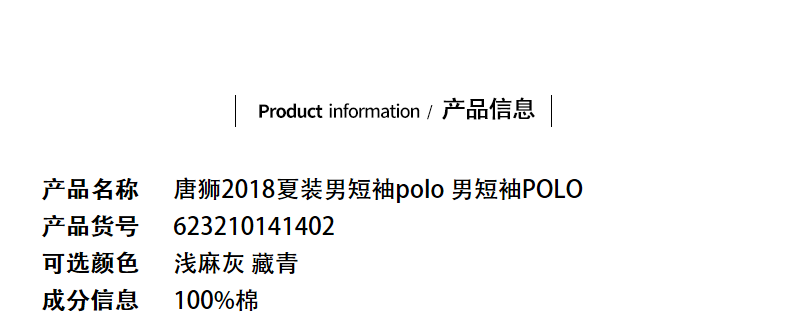 Product information / 产品信息
产品名称 唐狮2018夏装男短袖polo 男短袖POLO
产品货号 623210141402
可选颜色 浅麻灰 藏青
成分信息 100%棉